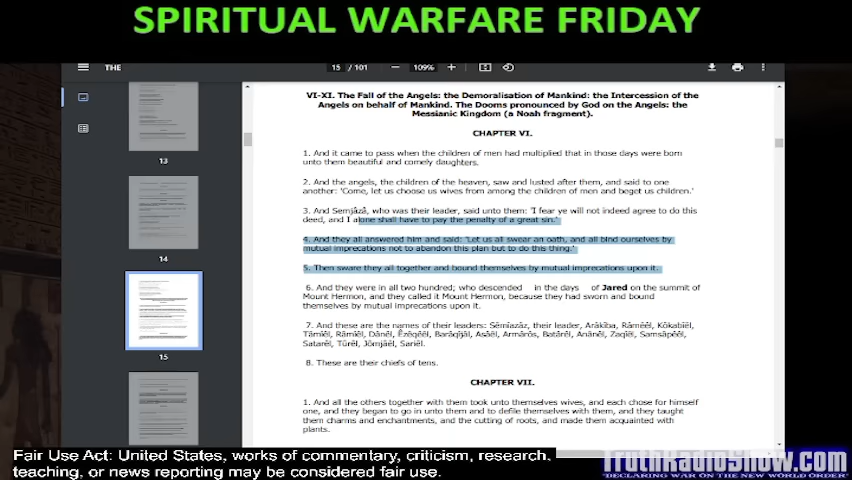 SPIRITUAL WARFARE FRIDAY
THE
15 / 101
109%
13
14
15
VI-XI. The Fall of the Angels: the Demoralisation of Mankind: the Intercession of the
Angels on behalf of Mankind. The Dooms pronounced by God on the Angels: the
Messianic Kingdom (a Noah fragment).
CHAPTER VI.
1. And it came to pass when the children of men had multiplied that in those days were born
unto them beautiful and comely daughters.
2. And the angels, the children of the heaven, saw and lusted after them, and said to one
another: 'Come, let us choose us wives from among the children of men and beget us children.'
3. And Semjâzâ, who was their leader, said unto them: 'I fear ye will not indeed agree to do this
deed, and I alone shall have to pay the penalty of a great sin.'
4. And they all answered him and said: 'Let us all swear an oath, and all bind ourselves by
mutual imprecations not to abandon this plan but to do this thing.'
5. Then sware they all together and bound themselves by mutual imprecations upon it.
6. And they were in all two hundred; who descended in the days of Jared on the summit of
Mount Hermon, and they called it Mount Hermon, because they had sworn and bound
themselves by mutual imprecations upon it.
7. And these are the names of their leaders: Sêmîazâz, their leader, Arâkîba, Râmêêl, Kôkabîêl,
Tâmîêl, Râmîêl, Dânêl, Êzêqêêl, Barâqîjâl, Asâêl, Armârôs, Batârêl, Anânêl, Zaqîêl, Samsâpêêl,
Satarêl, Tûrêl, Jômjâêl, Sariêl.
8. These are their chiefs of tens.
CHAPTER VII.
1. And all the others together with them took unto themselves wives, and each chose for himself
one, and they began to go in unto them and to defile themselves with them, and they taught
them charms and enchantments, and the cutting of roots, and made them acquainted with
plants.
Fair Use Act: United States, works of commentary, criticism, research,
teaching, or news reporting may be considered fair use.
TruthRadioShow.com
"DECLARING WAR ON THE NEW WORLD ORDER"